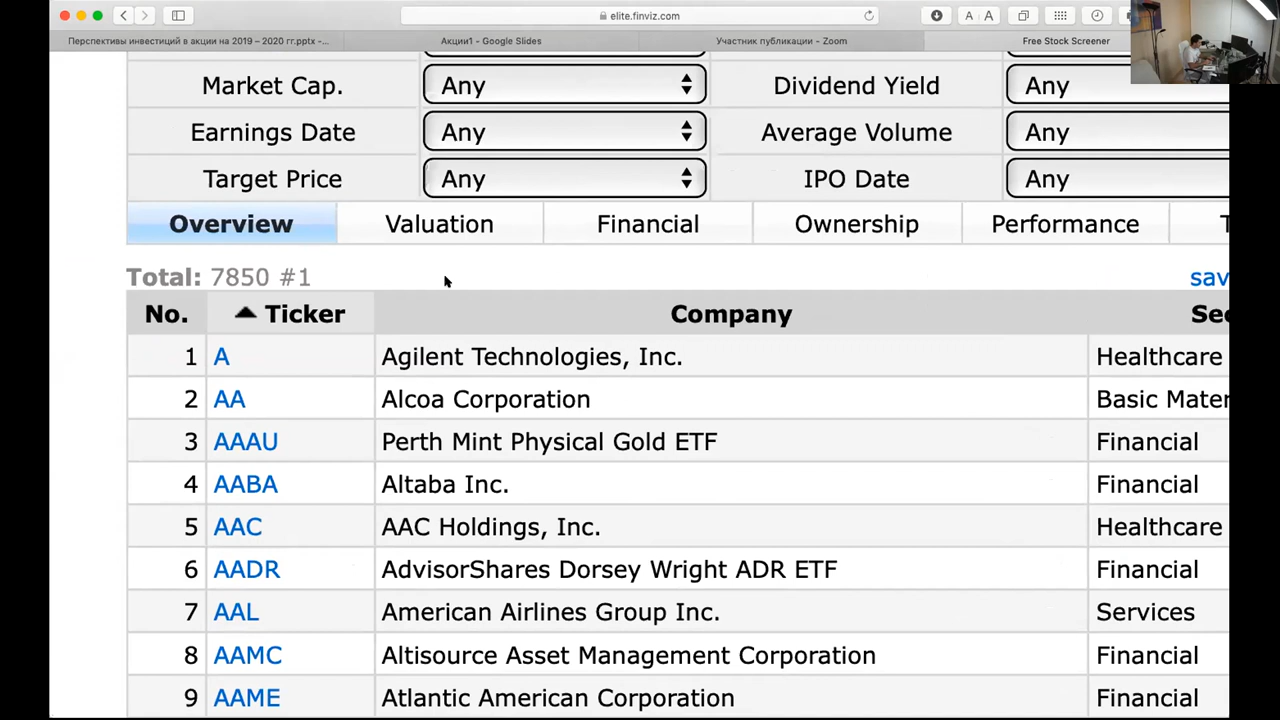 elite.finviz.com
A A
Перспективы инвестиций в акции на 2019 – 2020 гг.pptx -...
Акции1 - Google Slides
Участник публикации - Zoom
Free Stock Screener
Market Cap. Any Dividend Yield Any
Earnings Date Any Average Volume Any
Target Price Any IPO Date Any
Overview Valuation Financial Ownership Performance T
Total: 7850 #1 sav
No. Ticker Company Sec
1 A Agilent Technologies, Inc. Healthcare
2 AA Alcoa Corporation Basic Mater
3 AAAU Perth Mint Physical Gold ETF Financial
4 AABA Altaba Inc. Financial
5 AAC AAC Holdings, Inc. Healthcare
6 AADR AdvisorShares Dorsey Wright ADR ETF Financial
7 AAL American Airlines Group Inc. Services
8 AAMC Altisource Asset Management Corporation Financial
9 AAME Atlantic American Corporation Financial